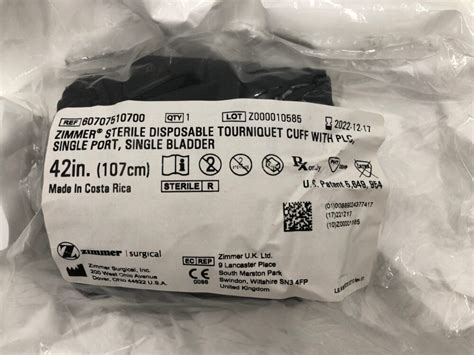 REF 60707510700 QTY 1 LOT Z000010585
ZIMMER® STERILE DISPOSABLE TOURNIQUET CUFF WITH PLC,
SINGLE PORT, SINGLE BLADDER 2022-12-17
42in. (107cm)
Made In Costa Rica
STERILE R
Rx only
U.S. Patent 5,649,954
(17)221217
(10)Z000010585
zimmer | surgical
Zimmer Surgical, Inc.
200 West Ohio Avenue
Dover, Ohio 44622 U.S.A.
EC REP
CE
0086
Zimmer U.K. Ltd.
9 Lancaster Place
South Marston Park
Swindon, Wiltshire SN3 4FP
United Kingdom